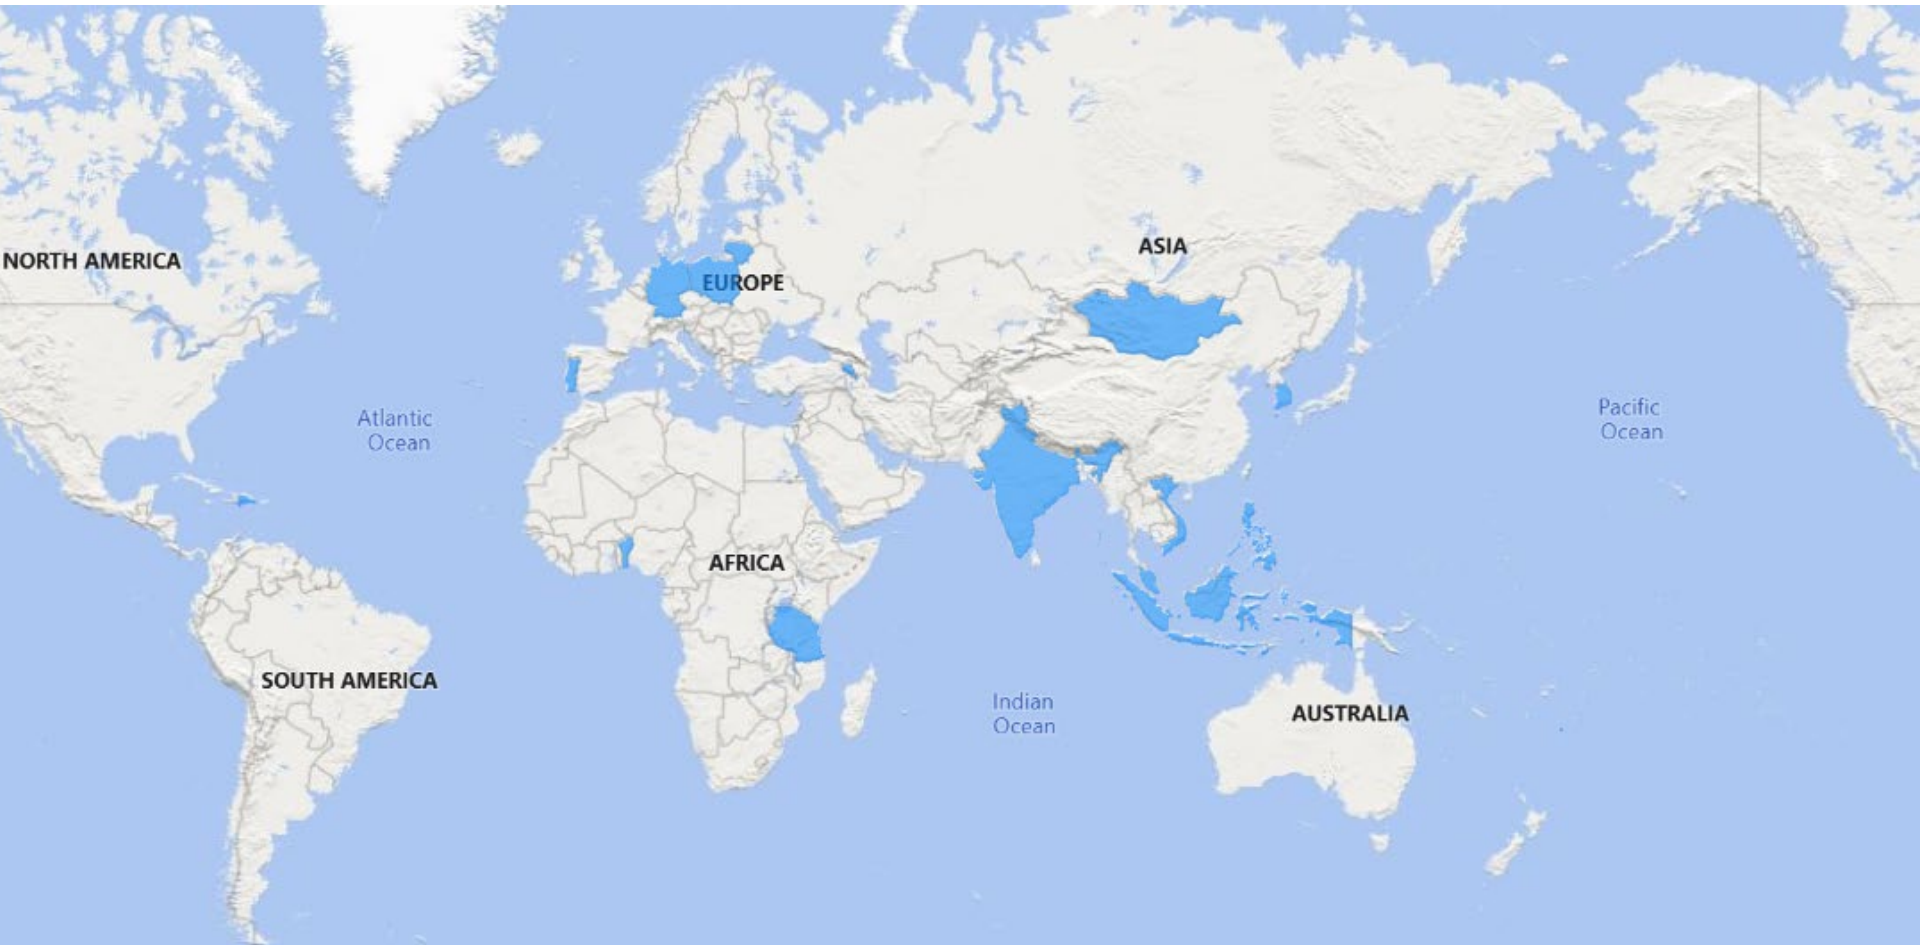 ASIA
NORTH AMERICA
EUROPE
Atlantic
Ocean
Pacific
Ocean
AFRICA
SOUTH AMERICA
Indian
Ocean
AUSTRALIA